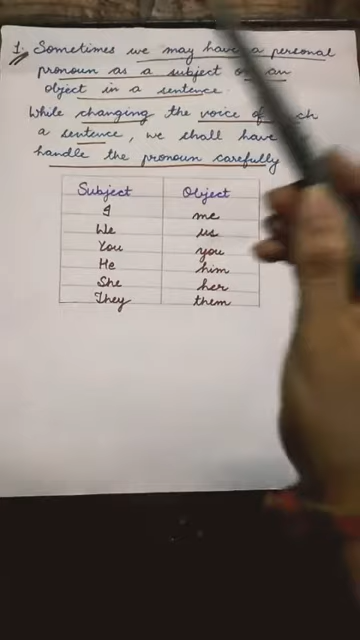 1. Sometimes we may have a personal
pronoun as a subject or an
object in a sentence.
While changing the voice of
a sentence, we shall have
handle the pronoun carefully
Subject Object
I me
We us
You you
He him
She her
They them